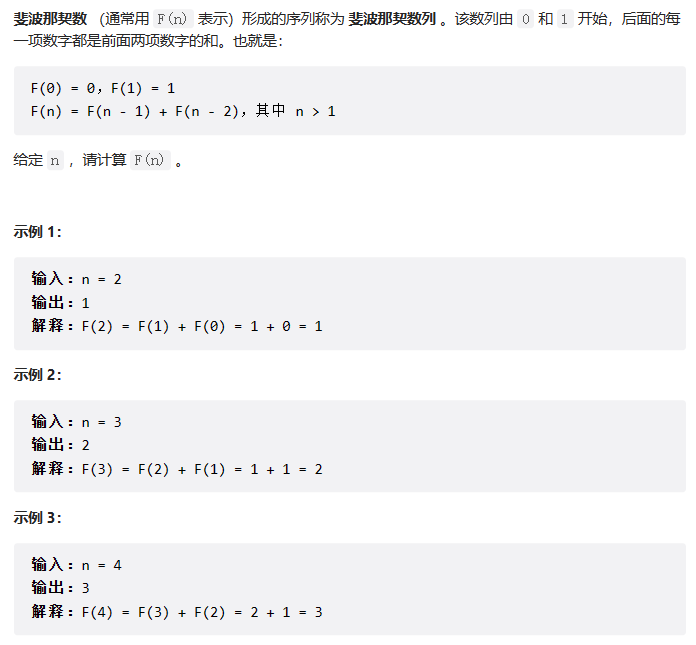 斐波那契数 （通常用 F(n) 表示）形成的序列称为 斐波那契数列 。该数列由 0 和 1 开始，后面的每
一项数字都是前面两项数字的和。也就是：
F(0) = 0，F(1) = 1
F(n) = F(n - 1) + F(n - 2)，其中 n > 1
给定 n ，请计算 F(n) 。
示例 1：
输入：n = 2
输出：1
解释：F(2) = F(1) + F(0) = 1 + 0 = 1
示例 2：
输入：n = 3
输出：2
解释：F(3) = F(2) + F(1) = 1 + 1 = 2
示例 3：
输入：n = 4
输出：3
解释：F(4) = F(3) + F(2) = 2 + 1 = 3